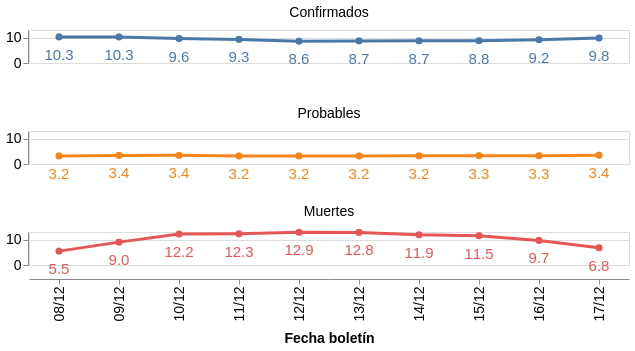 Confirmados
10
0
10.3 10.3 9.6 9.3 8.6 8.7 8.7 8.8 9.2 9.8
Probables
10
0
3.2 3.4 3.4 3.2 3.2 3.2 3.2 3.3 3.3 3.4
Muertes
10
0
5.5 9.0 12.2 12.3 12.9 12.8 11.9 11.5 9.7 6.8
08/12 09/12 10/12 11/12 12/12 13/12 14/12 15/12 16/12 17/12
Fecha boletín